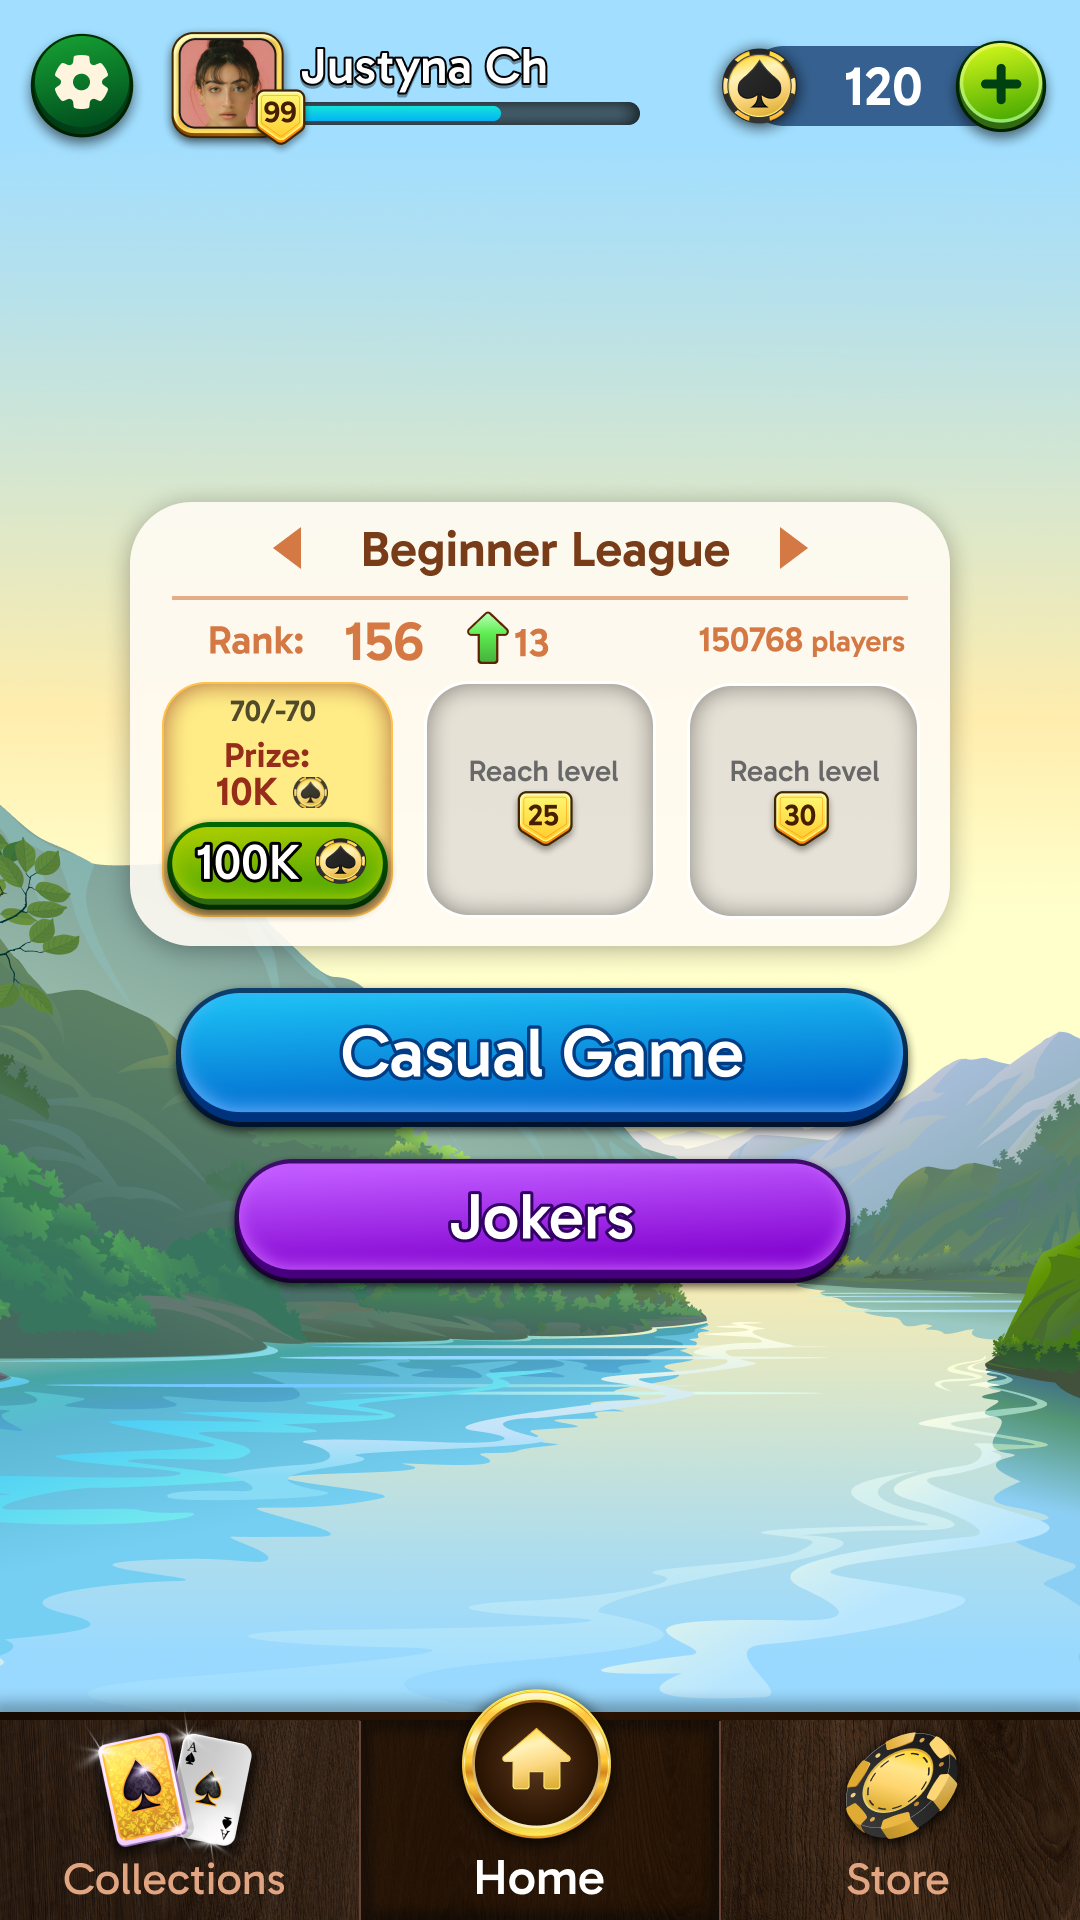 Justyna Ch
99
120
Beginner League
Rank: 156 13 150768 players
70/-70
Prize:
10K
100K
Reach level
25
Reach level
30
Casual Game
Jokers
A
A
Collections
Home
Store